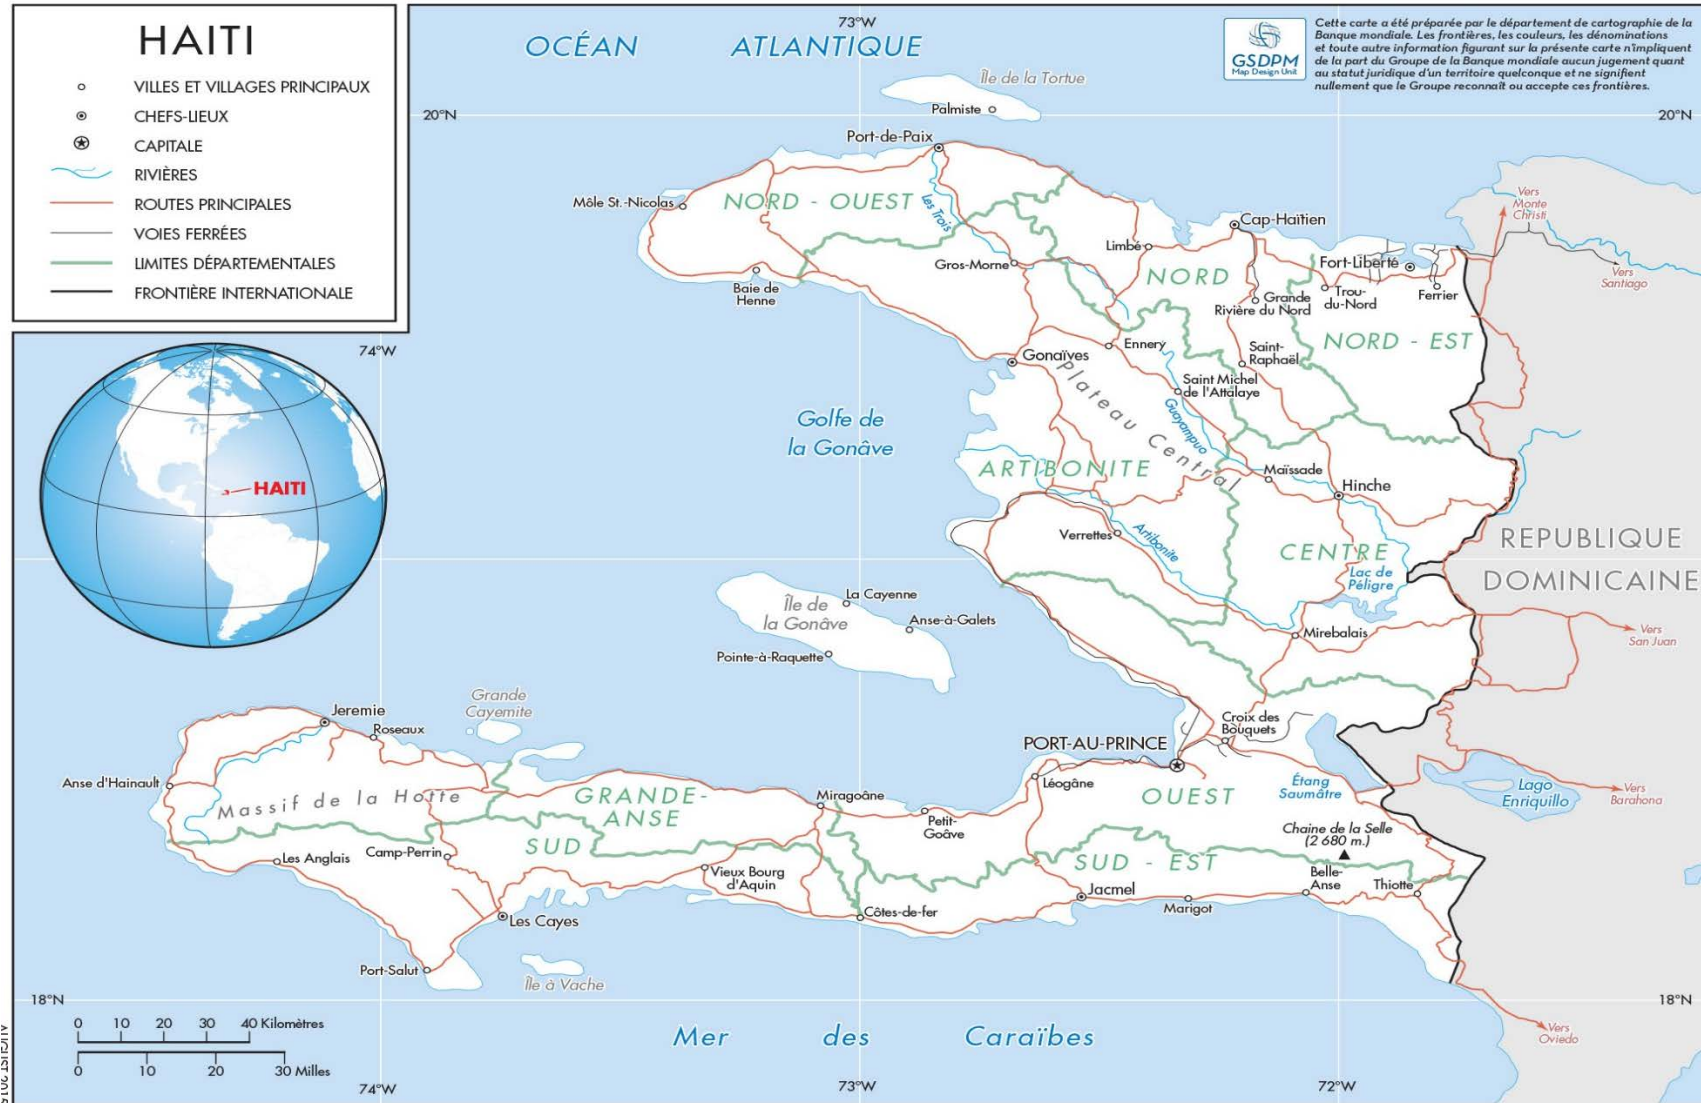 HAITI
VILLES ET VILLAGES PRINCIPAUX
CHEFS-LIEUX
CAPITALE
RIVIÈRES
ROUTES PRINCIPALES
VOIES FERRÉES
LIMITES DÉPARTEMENTALES
FRONTIÈRE INTERNATIONALE
GSDPM
Map Design Unit
Cette carte a été préparée par le département de cartographie de la
Banque mondiale. Les frontières, les couleurs, les dénominations
et toute autre information figurant sur la présente carte n'impliquent
de la part du Groupe de la Banque mondiale aucun jugement quant
au statut juridique d'un territoire quelconque et ne signifient
nullement que le Groupe reconnaît ou accepte ces frontières.
73°W
OCÉAN ATLANTIQUE
Île de la Tortue
Palmiste
20°N
20°N
Port-de-Paix
Môle St.-Nicolas
NORD - OUEST
Les Trois
Vers
Monte
Christi
Cap-Haïtien
Limbé
Gros-Morne
NORD
Fort-Liberté
Vers
Santiago
Baie de
Henne
Grande
Rivière du Nord
Trou-
du-Nord
Ferrier
NORD - EST
74°W
HAITI
Gonaïves
Ennery
Saint-
Raphaël
Saint Michel
de l'Attalaye
Plateau Central
Guayampuo
Golfe de
la Gonâve
ARTIBONITE
Maïssade
Hinche
Verrettes
Artibonite
CENTRE
Lac de
Péligre
REPUBLIQUE
DOMINICAINE
La Cayenne
Île de
la Gonâve
Anse-à-Galets
Pointe-à-Raquette
Mirebalais
Vers
San Juan
Grande
Cayemite
Jeremie
Roseaux
Croix des
Bouquets
PORT-AU-PRINCE
Anse d'Hainault
Massif de la Hotte
GRANDE-
ANSE
Miragoâne
Léogâne
OUEST
Étang
Saumâtre
Lago
Enriquillo
Vers
Barahona
Petit-
Goâve
Chaine de la Selle
(2 680 m.)
SUD
Les Anglais
Camp-Perrin
Vieux Bourg
d'Aquin
SUD - EST
Belle-
Anse
Thiotte
Jacmel
Marigot
Les Cayes
Côtes-de-fer
Port-Salut
Île à Vache
18°N
18°N
0 10 20 30 40 Kilomètres
0 10 20 30 Milles
Mer des Caraïbes
Vers
Oviedo
74°W
73°W
72°W